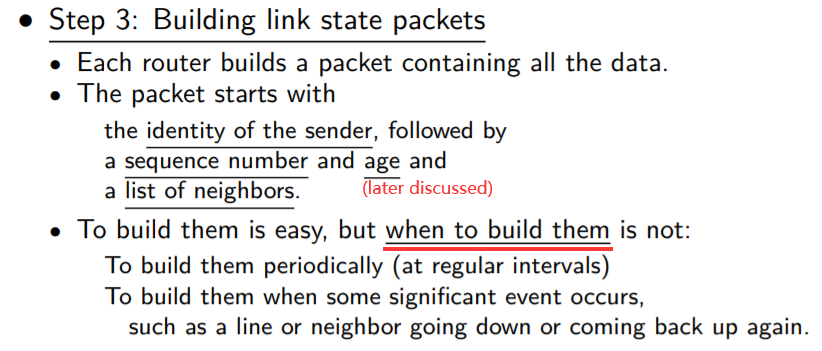 • Step 3: Building link state packets
• Each router builds a packet containing all the data.
• The packet starts with
the identity of the sender, followed by
a sequence number and age and
a list of neighbors. (later discussed)
• To build them is easy, but when to build them is not:
To build them periodically (at regular intervals)
To build them when some significant event occurs,
such as a line or neighbor going down or coming back up again.